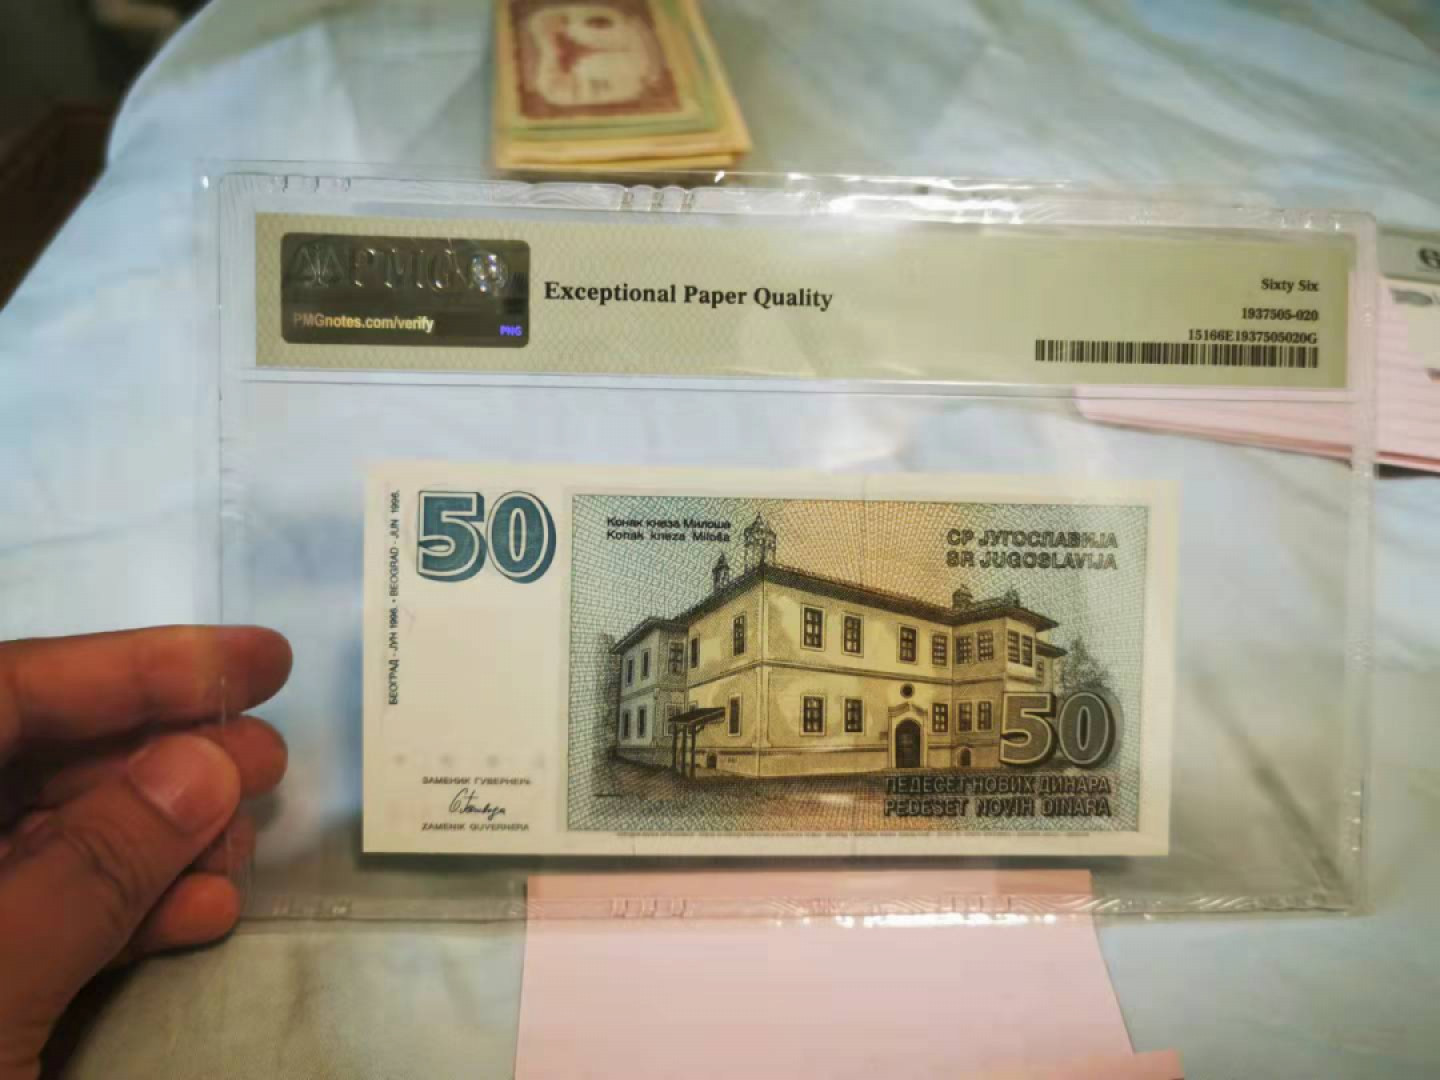 PMG
PMGnotes.com/verify
PNG
Exceptional Paper Quality
Sixty Six
1937505-020
15166E1937505020G
50
БЕОГРАД - ЈУН 1996. • BEOGRAD - JUN 1996.
Конак кнеза Милоша
Konak kneza Miloša
СР ЈУГОСЛАВИЈА
SR JUGOSLAVIJA
50
ПЕДЕСЕТ НОВИХ ДИНАРА
PEDESET NOVIH DINARA
ЗАМЕНИК ГУВЕРНЕРА
ZAMENIK GUVERNERA